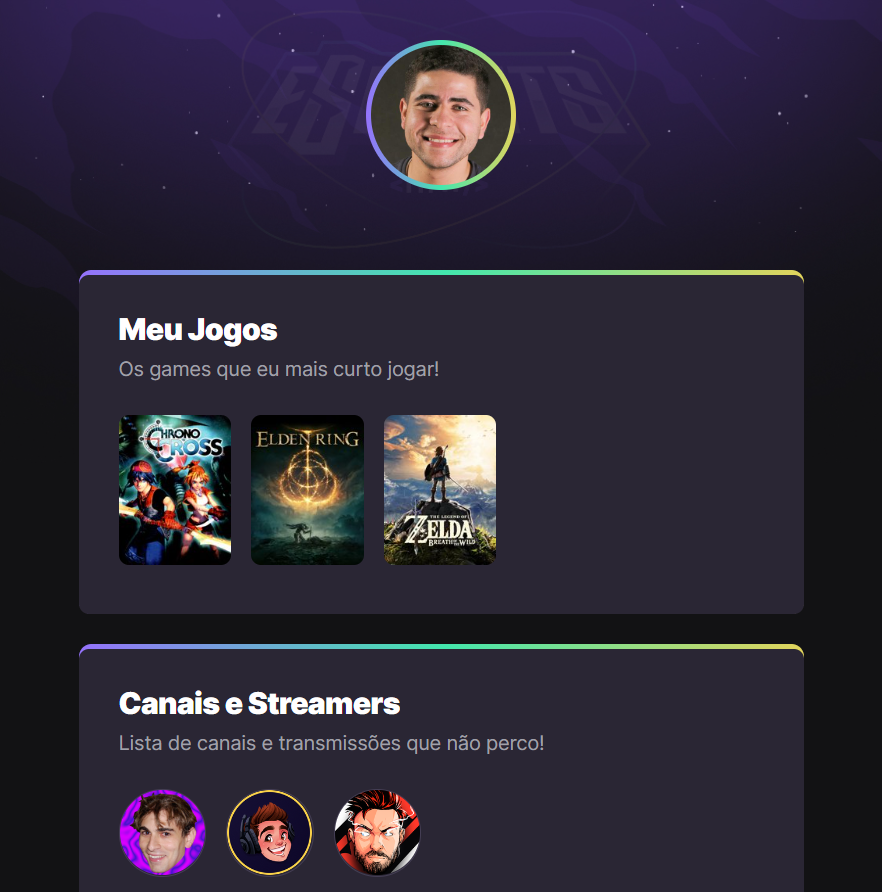 ESPORTS
Meu Jogos
Os games que eu mais curto jogar!
CHRONO
CROSS
ELDEN RING
THE LEGEND OF
ZELDA
BREATH OF THE WILD
Canais e Streamers
Lista de canais e transmissões que não perco!